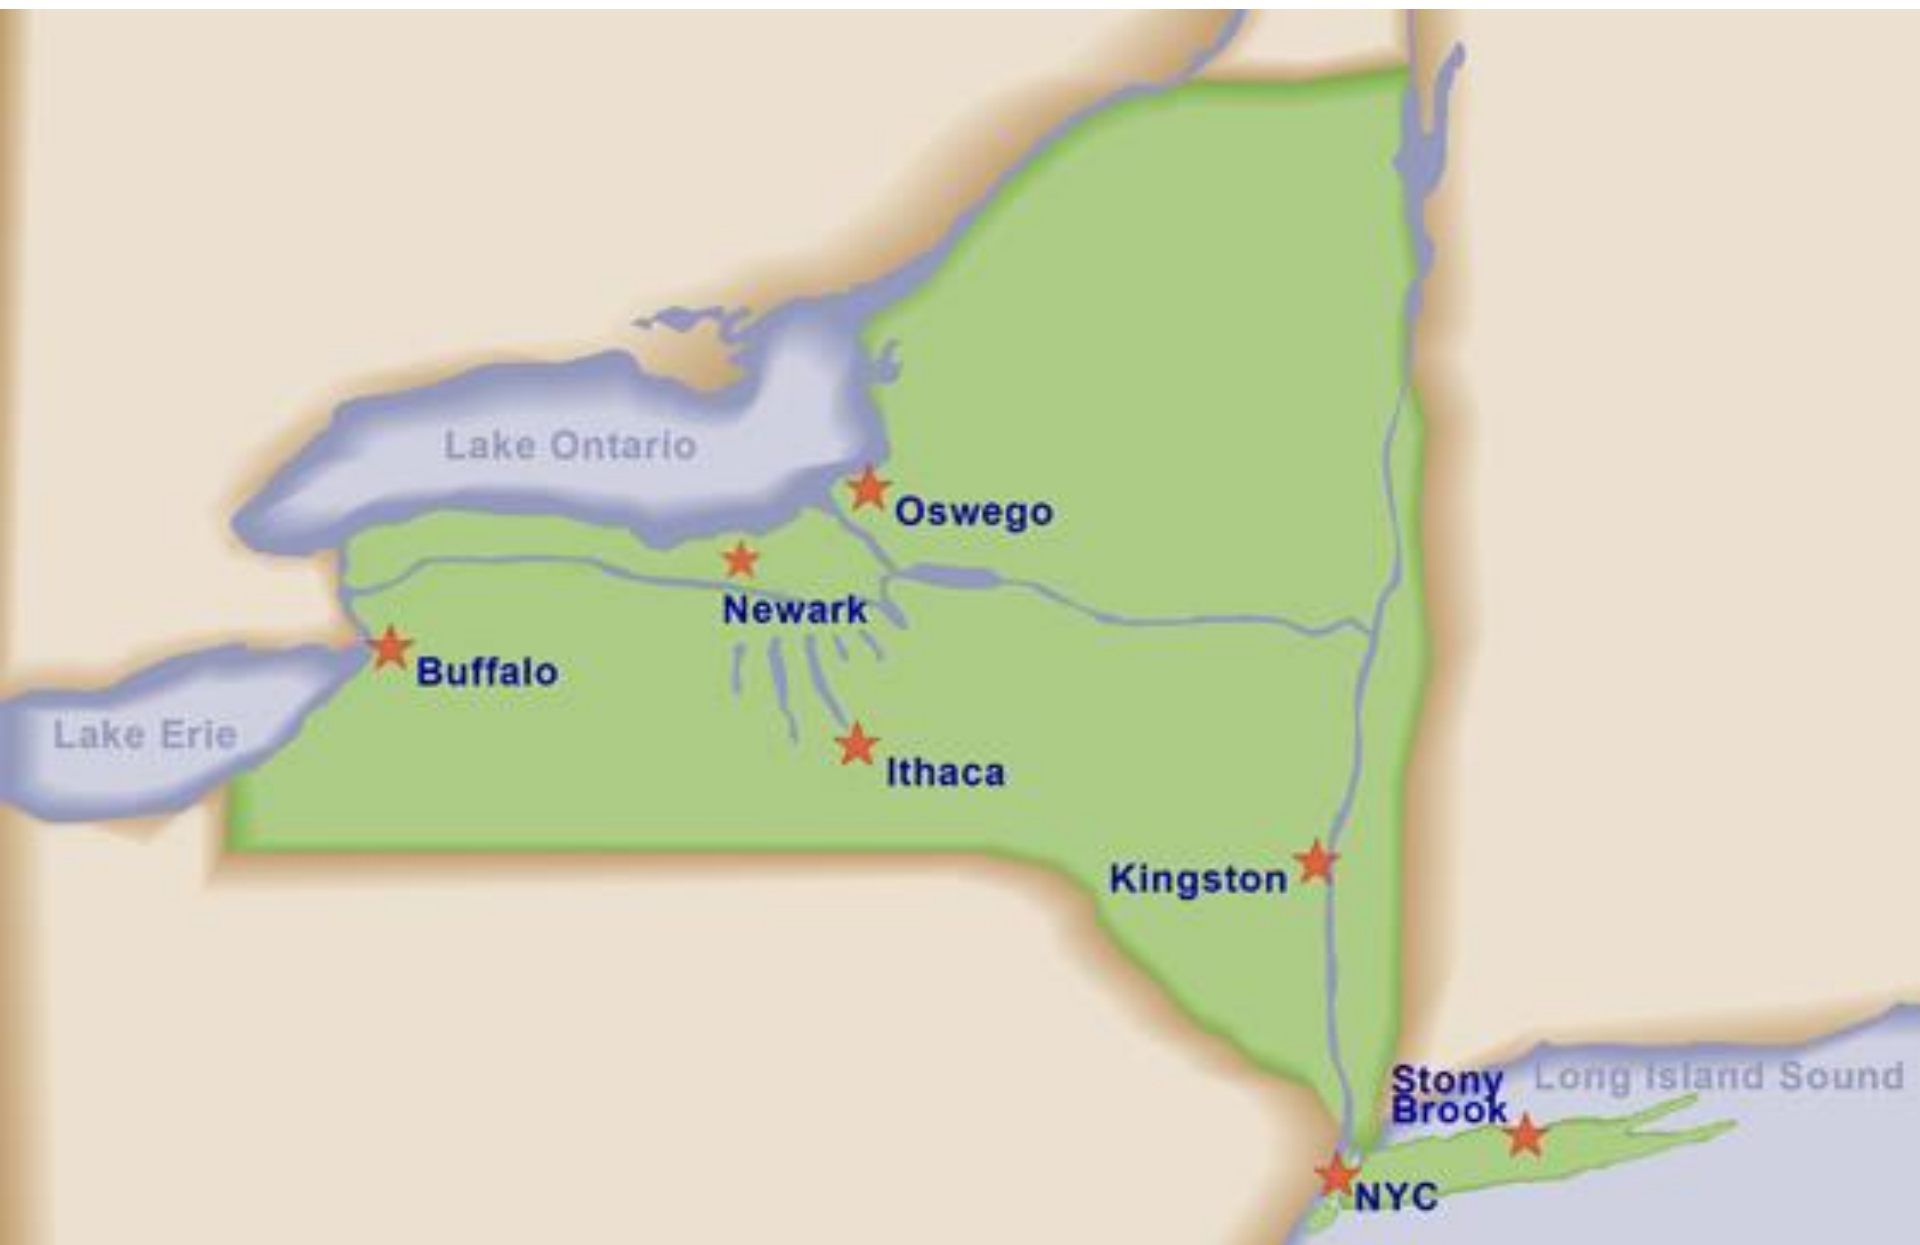 Lake Ontario
Oswego
Newark
Buffalo
Lake Erie
Ithaca
Kingston
Stony
Brook
Long Island Sound
NYC